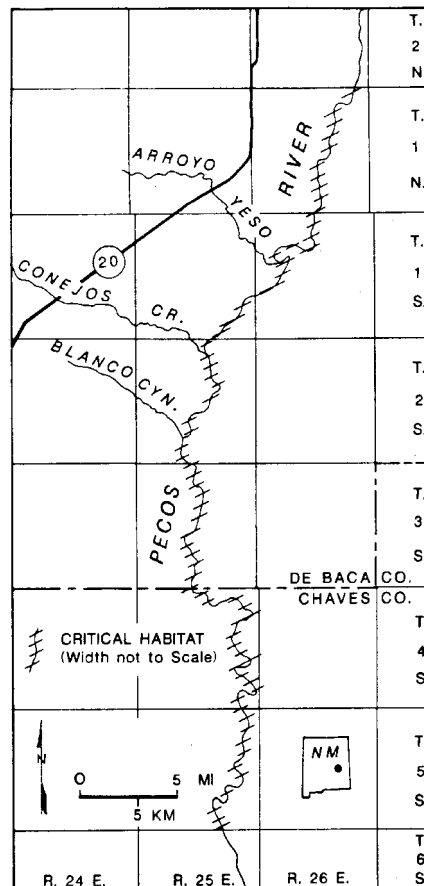 T.
2
N
T.
1
N.
ARROYO
YESO
RIVER
20
T.
1
S.
CONEJOS CR.
BLANCO CYN.
T.
2
S.
PECOS
T.
3
S
DE BACA CO.
CHAVES CO.
CRITICAL HABITAT
(Width not to Scale)
T
4
S
N
0 5 MI
5 KM
NM
T
5
S
T
6
S
R. 24 E. R. 25 E. R. 26 E.